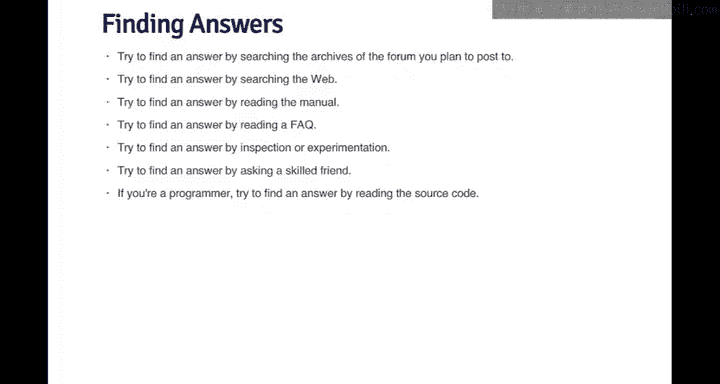 Finding Answers
· Try to find an answer by searching the archives of the forum you plan to post to.
· Try to find an answer by searching the Web.
· Try to find an answer by reading the manual.
· Try to find an answer by reading a FAQ.
· Try to find an answer by inspection or experimentation.
· Try to find an answer by asking a skilled friend.
· If you're a programmer, try to find an answer by reading the source code.